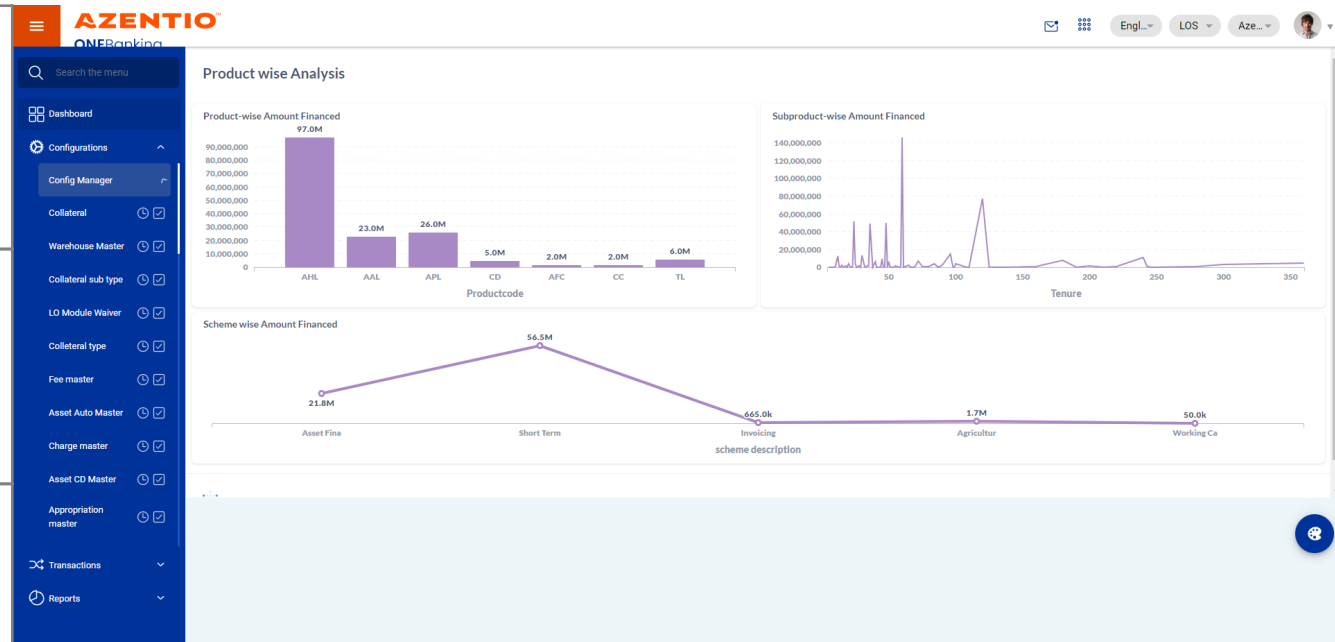 AZENTIO
ONEBanking
Engl...
LOS
Aze...
Search the menu
Dashboard
Configurations
Config Manager
Collateral
Warehouse Master
Collateral sub type
LO Module Waiver
Colleteral type
Fee master
Asset Auto Master
Charge master
Asset CD Master
Appropriation
master
Transactions
Reports
Product wise Analysis
Product-wise Amount Financed
97.0M
90,000,000
80,000,000
70,000,000
60,000,000
50,000,000
40,000,000
30,000,000
20,000,000
10,000,000
0
23.0M
26.0M
5.0M
2.0M
2.0M
6.0M
AHL AAL APL CD AFC CC TL
Productcode
Subproduct-wise Amount Financed
140,000,000
120,000,000
100,000,000
80,000,000
60,000,000
40,000,000
20,000,000
0
50 100 150 200 250 300 350
Tenure
Scheme wise Amount Financed
56.5M
21.8M
665.0k
1.7M
50.0k
Asset Fina Short Term Invoicing Agricultur Working Ca
scheme description